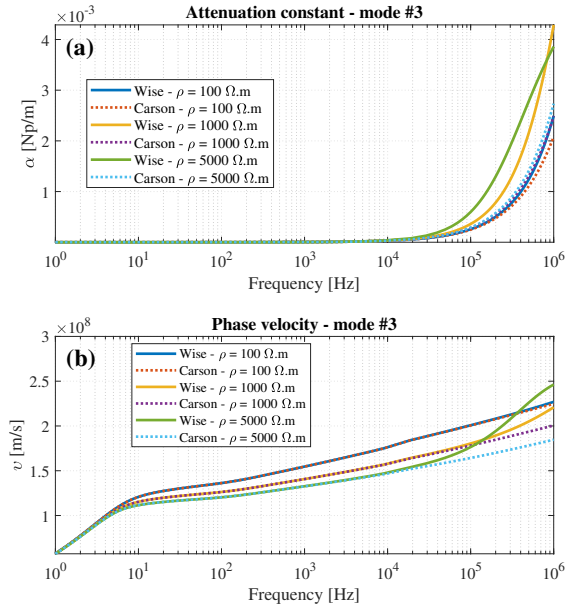 Attenuation constant - mode #3
×10⁻³
(a)
4
3
2
1
α [Np/m]
Wise - ρ = 100 Ω.m
Carson - ρ = 100 Ω.m
Wise - ρ = 1000 Ω.m
Carson - ρ = 1000 Ω.m
Wise - ρ = 5000 Ω.m
Carson - ρ = 5000 Ω.m
10⁰ 10¹ 10² 10³ 10⁴ 10⁵ 10⁶
Frequency [Hz]
Phase velocity - mode #3
×10⁸
(b)
3
2.5
2
1.5
1
υ [m/s]
Wise - ρ = 100 Ω.m
Carson - ρ = 100 Ω.m
Wise - ρ = 1000 Ω.m
Carson - ρ = 1000 Ω.m
Wise - ρ = 5000 Ω.m
Carson - ρ = 5000 Ω.m
10⁰ 10¹ 10² 10³ 10⁴ 10⁵ 10⁶
Frequency [Hz]